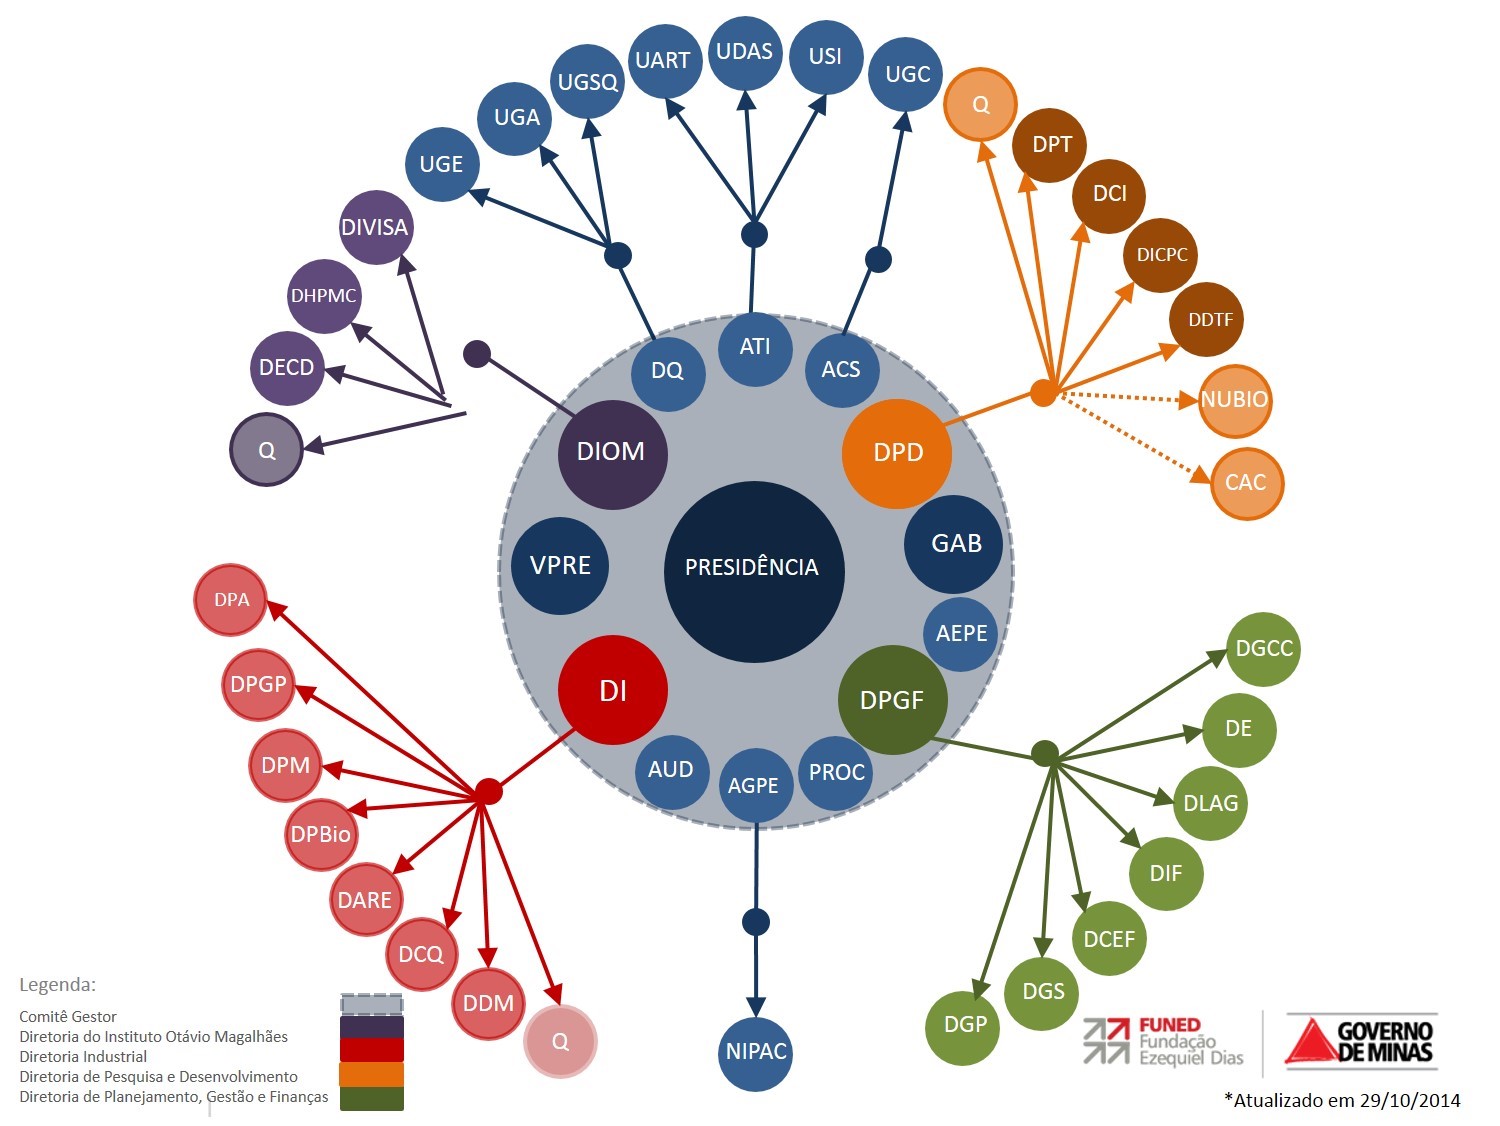 UDAS
USI
UART
UGC
UGSQ
Q
UGA
DPT
UGE
DCI
DIVISA
DICPC
DHPMC
DDTF
DECD
DQ
ATI
ACS
NUBIO
Q
DIOM
DPD
CAC
VPRE
PRESIDÊNCIA
GAB
DPA
AEPE
DGCC
DPGP
DI
DPGF
DE
DPM
AUD
AGPE
PROC
DLAG
DPBio
DIF
DARE
DCEF
DCQ
DGS
DDM
DGP
Q
NIPAC
Legenda:
Comitê Gestor
Diretoria do Instituto Otávio Magalhães
Diretoria Industrial
Diretoria de Pesquisa e Desenvolvimento
Diretoria de Planejamento, Gestão e Finanças
FUNED
Fundação
Ezequiel Dias
GOVERNO
DE MINAS
*Atualizado em 29/10/2014